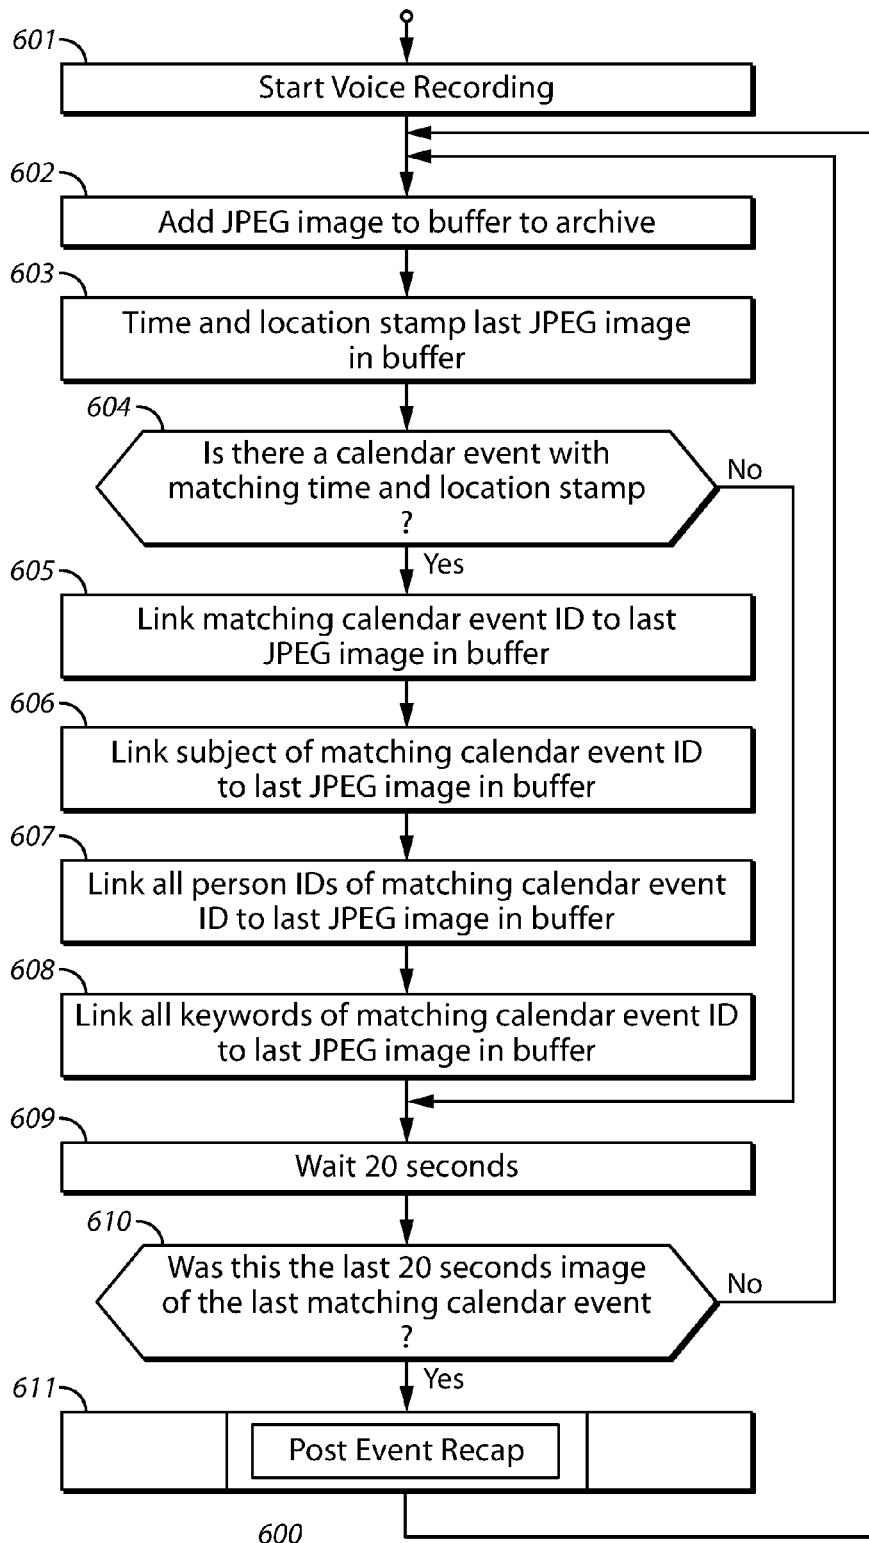 601
Start Voice Recording
602
Add JPEG image to buffer to archive
603
Time and location stamp last JPEG image
in buffer
604
Is there a calendar event with
matching time and location stamp
?
No
Yes
605
Link matching calendar event ID to last
JPEG image in buffer
606
Link subject of matching calendar event ID
to last JPEG image in buffer
607
Link all person IDs of matching calendar event
ID to last JPEG image in buffer
608
Link all keywords of matching calendar event ID
to last JPEG image in buffer
609
Wait 20 seconds
610
Was this the last 20 seconds image
of the last matching calendar event
?
No
Yes
611
Post Event Recap
600